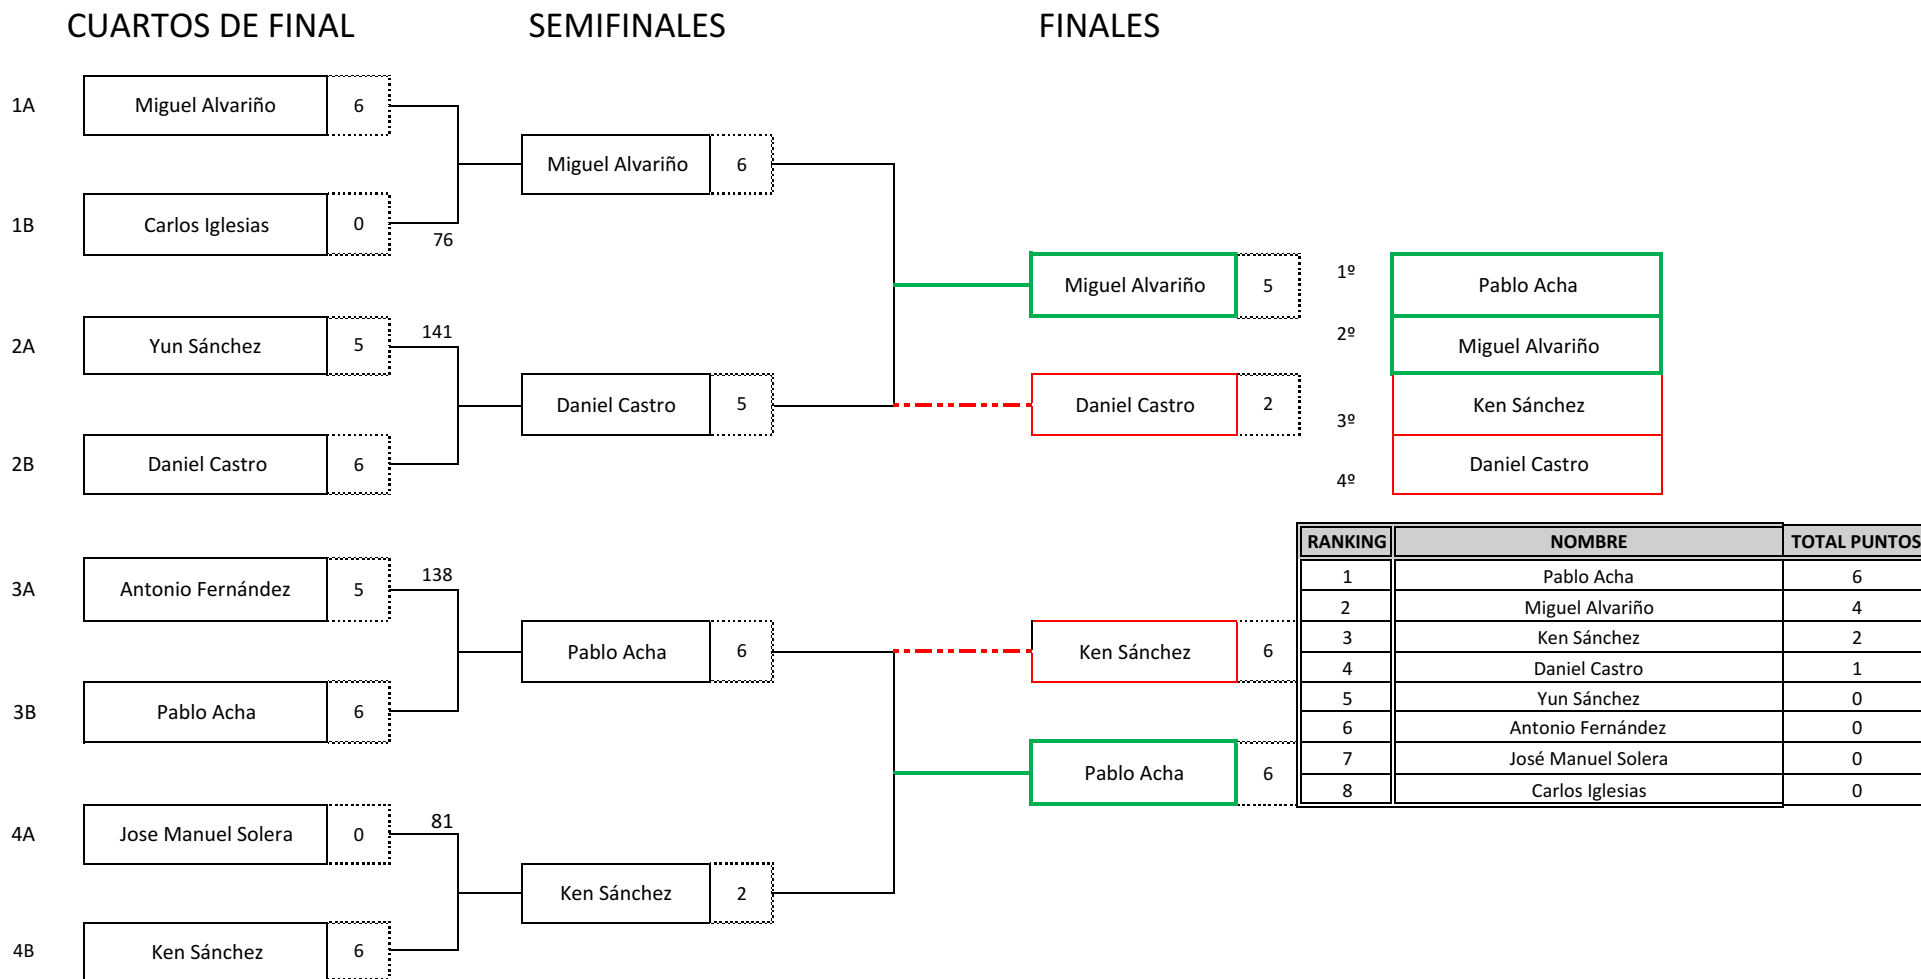 CUARTOS DE FINAL SEMIFINALES FINALES
1A Miguel Alvariño 6
Miguel Alvariño 6
1B Carlos Iglesias 0
76
Miguel Alvariño 5 1º Pablo Acha
2A Yun Sánchez 5 141 2º Miguel Alvariño
Daniel Castro 5 Daniel Castro 2 3º Ken Sánchez
2B Daniel Castro 6 4º Daniel Castro
RANKING NOMBRE TOTAL PUNTOS
1 Pablo Acha 6
2 Miguel Alvariño 4
3 Ken Sánchez 2
4 Daniel Castro 1
5 Yun Sánchez 0
6 Antonio Fernández 0
7 José Manuel Solera 0
8 Carlos Iglesias 0
3A Antonio Fernández 5 138
Pablo Acha 6 Ken Sánchez 6
3B Pablo Acha 6
Pablo Acha 6
4A Jose Manuel Solera 0 81
Ken Sánchez 2
4B Ken Sánchez 6